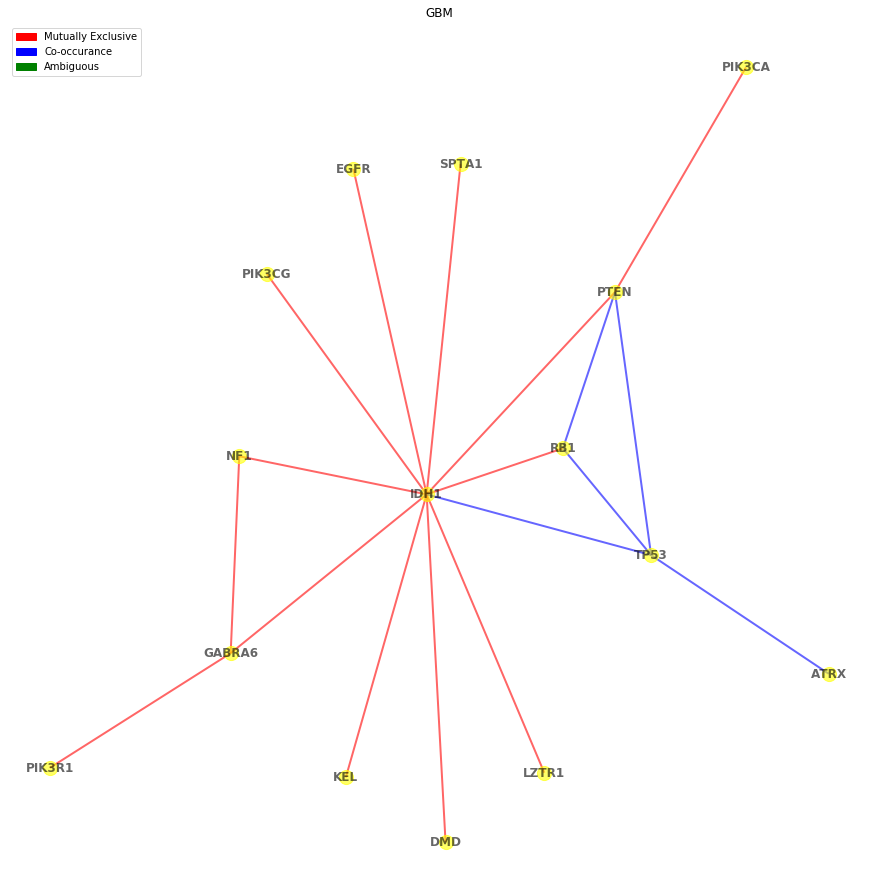 GBM
Mutually Exclusive
Co-occurance
Ambiguous
PIK3CA
SPTA1
EGFR
PIK3CG
PTEN
RB1
NF1
IDH1
TP53
GABRA6
ATRX
PIK3R1
KEL
LZTR1
DMD